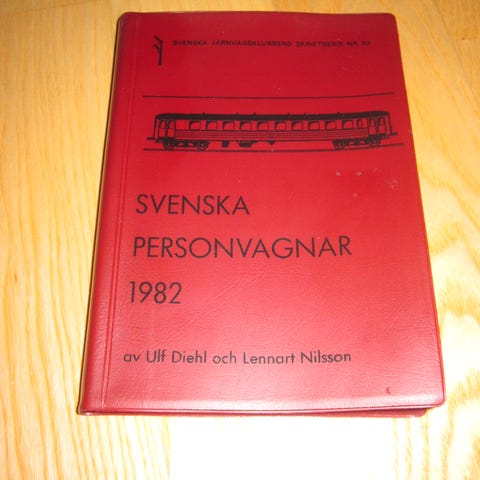 SVENSKA JÄRNVÄGSKLUBBENS SKRIFTSERIE NR
SVENSKA
PERSONVAGNAR
1982
av Ulf Diehl och Lennart Nilsson